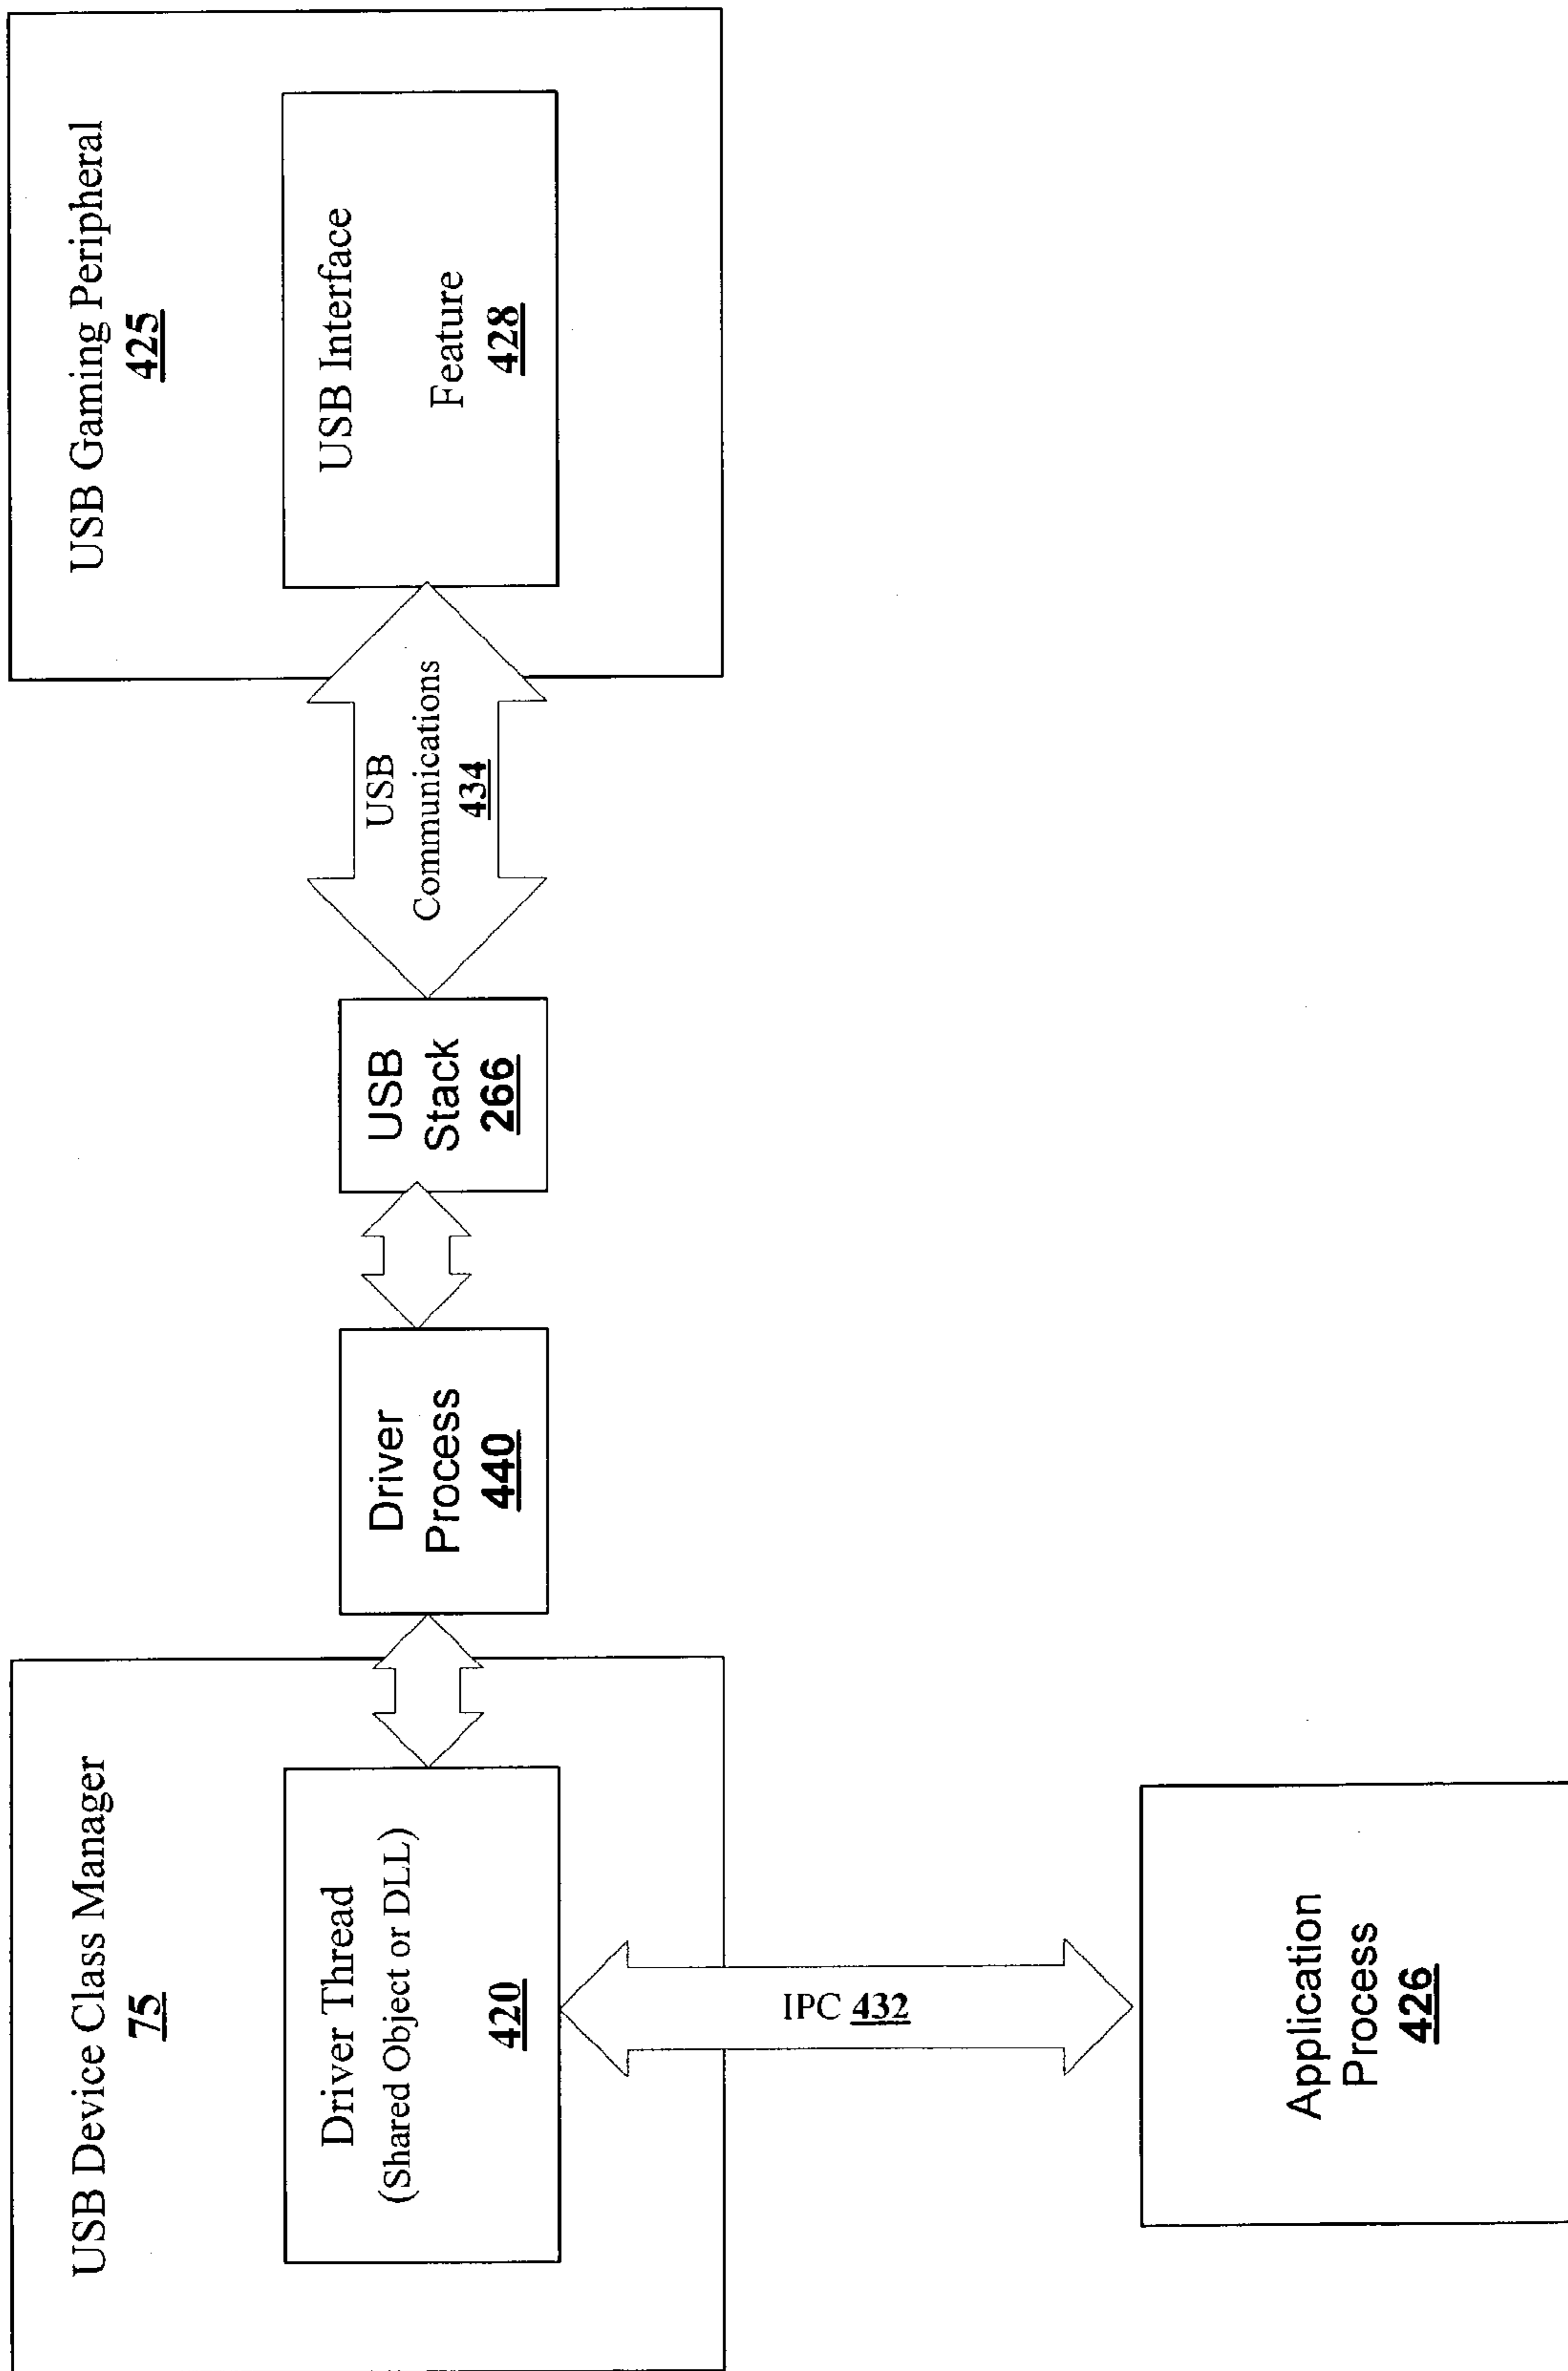 USB Device Class Manager
75
Driver Thread
(Shared Object or DLL)
420
Driver
Process
440
USB
Stack
266
USB
Communications
434
USB Gaming Peripheral
425
USB Interface
Feature
428
IPC 432
Application
Process
426